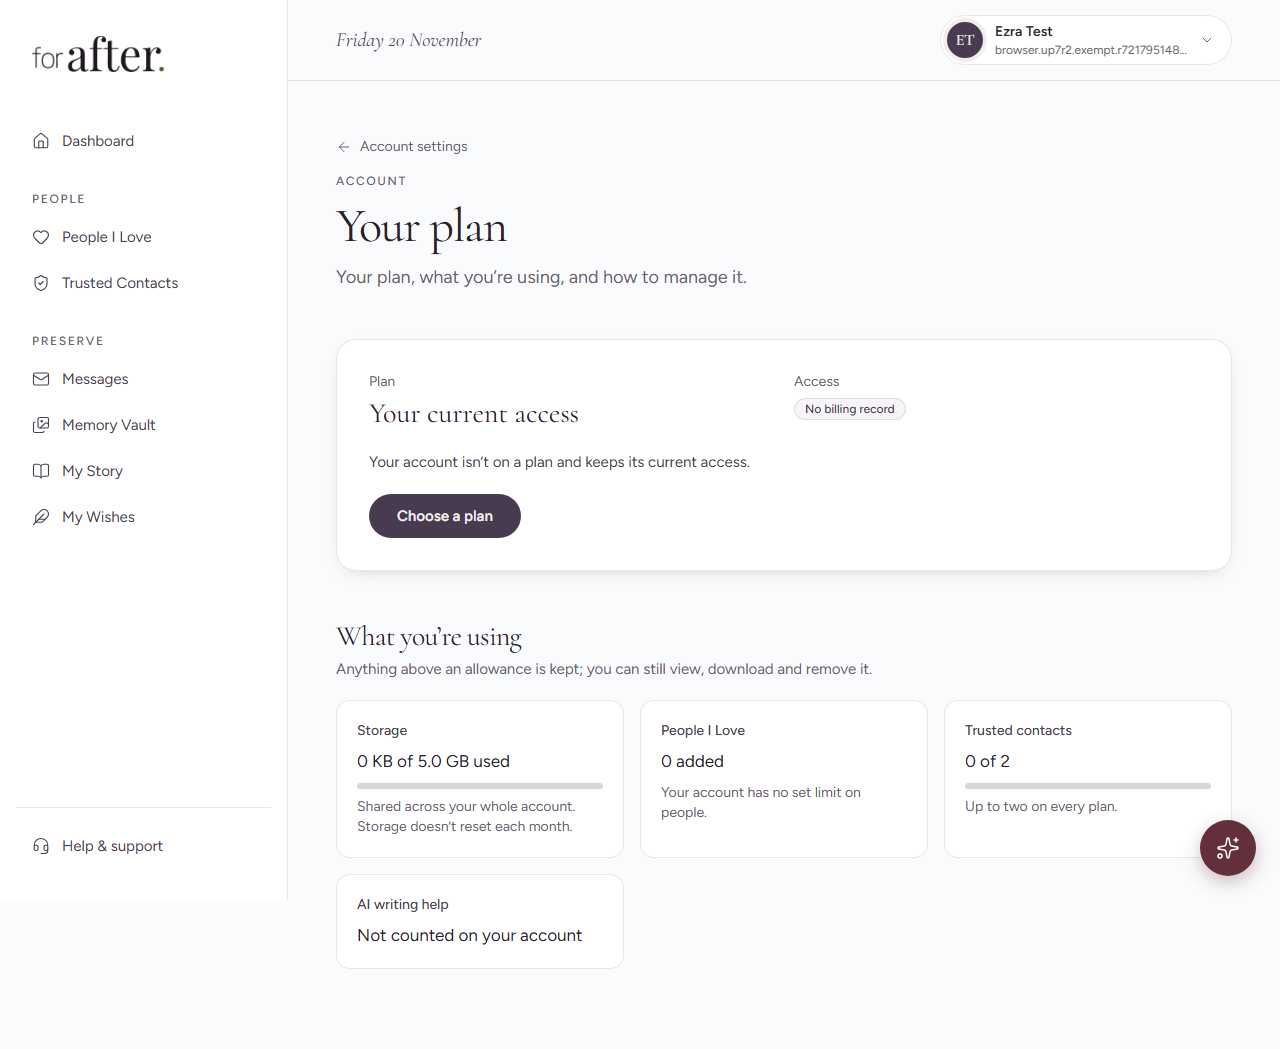 for after.
Friday 20 November
ET
Ezra Test
browser.up7r2.exempt.r721795148...
Dashboard
PEOPLE
People I Love
Trusted Contacts
PRESERVE
Messages
Memory Vault
My Story
My Wishes
Help & support
Account settings
ACCOUNT
Your plan
Your plan, what you’re using, and how to manage it.
Plan
Your current access
Access
No billing record
Your account isn’t on a plan and keeps its current access.
Choose a plan
What you’re using
Anything above an allowance is kept; you can still view, download and remove it.
Storage
0 KB of 5.0 GB used
Shared across your whole account.
Storage doesn’t reset each month.
People I Love
0 added
Your account has no set limit on
people.
Trusted contacts
0 of 2
Up to two on every plan.
AI writing help
Not counted on your account